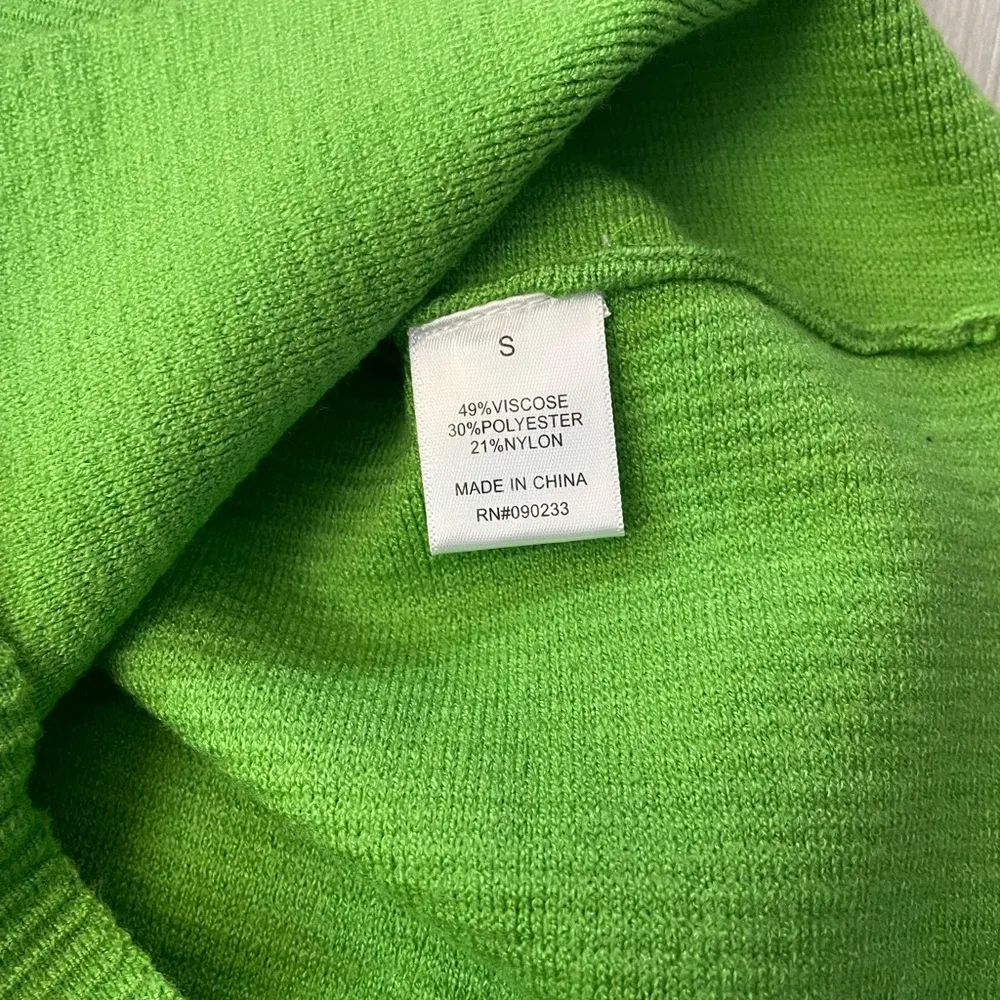 S
49%VISCOSE
30%POLYESTER
21%NYLON
MADE IN CHINA
RN#090233